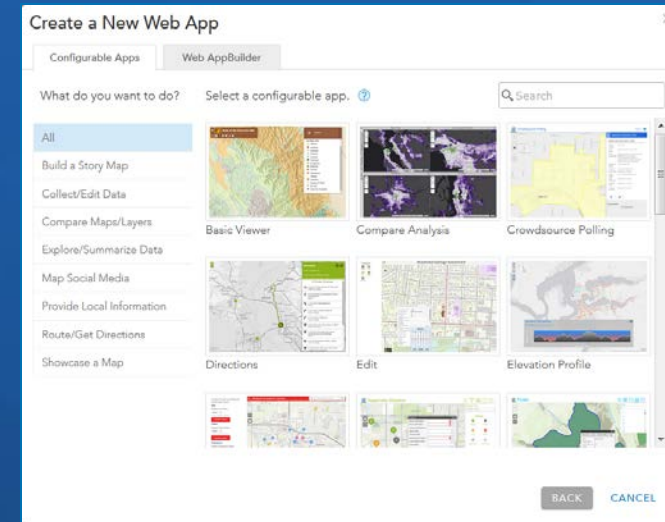 Create a New Web App
Configurable Apps Web AppBuilder
What do you want to do? Select a configurable app. ? Search
All
Build a Story Map
Collect/Edit Data
Compare Maps/Layers
Explore/Summarize Data
Map Social Media
Provide Local Information
Route/Get Directions
Showcase a Map
Basic Viewer Compare Analysis Crowdsource Polling
Directions Edit Elevation Profile
BACK CANCEL